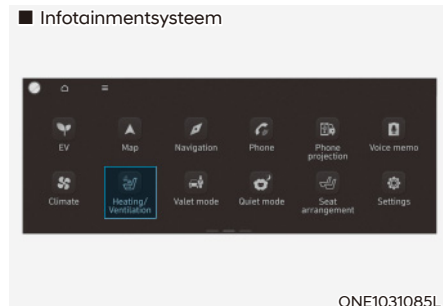 ■ Infotainmentsysteem
EV
Map
Navigation
Phone
Phone
projection
Voice memo
Climate
Heating/
Ventilation
Valet mode
Quiet mode
Seat
arrangement
Settings
ONE1031085L